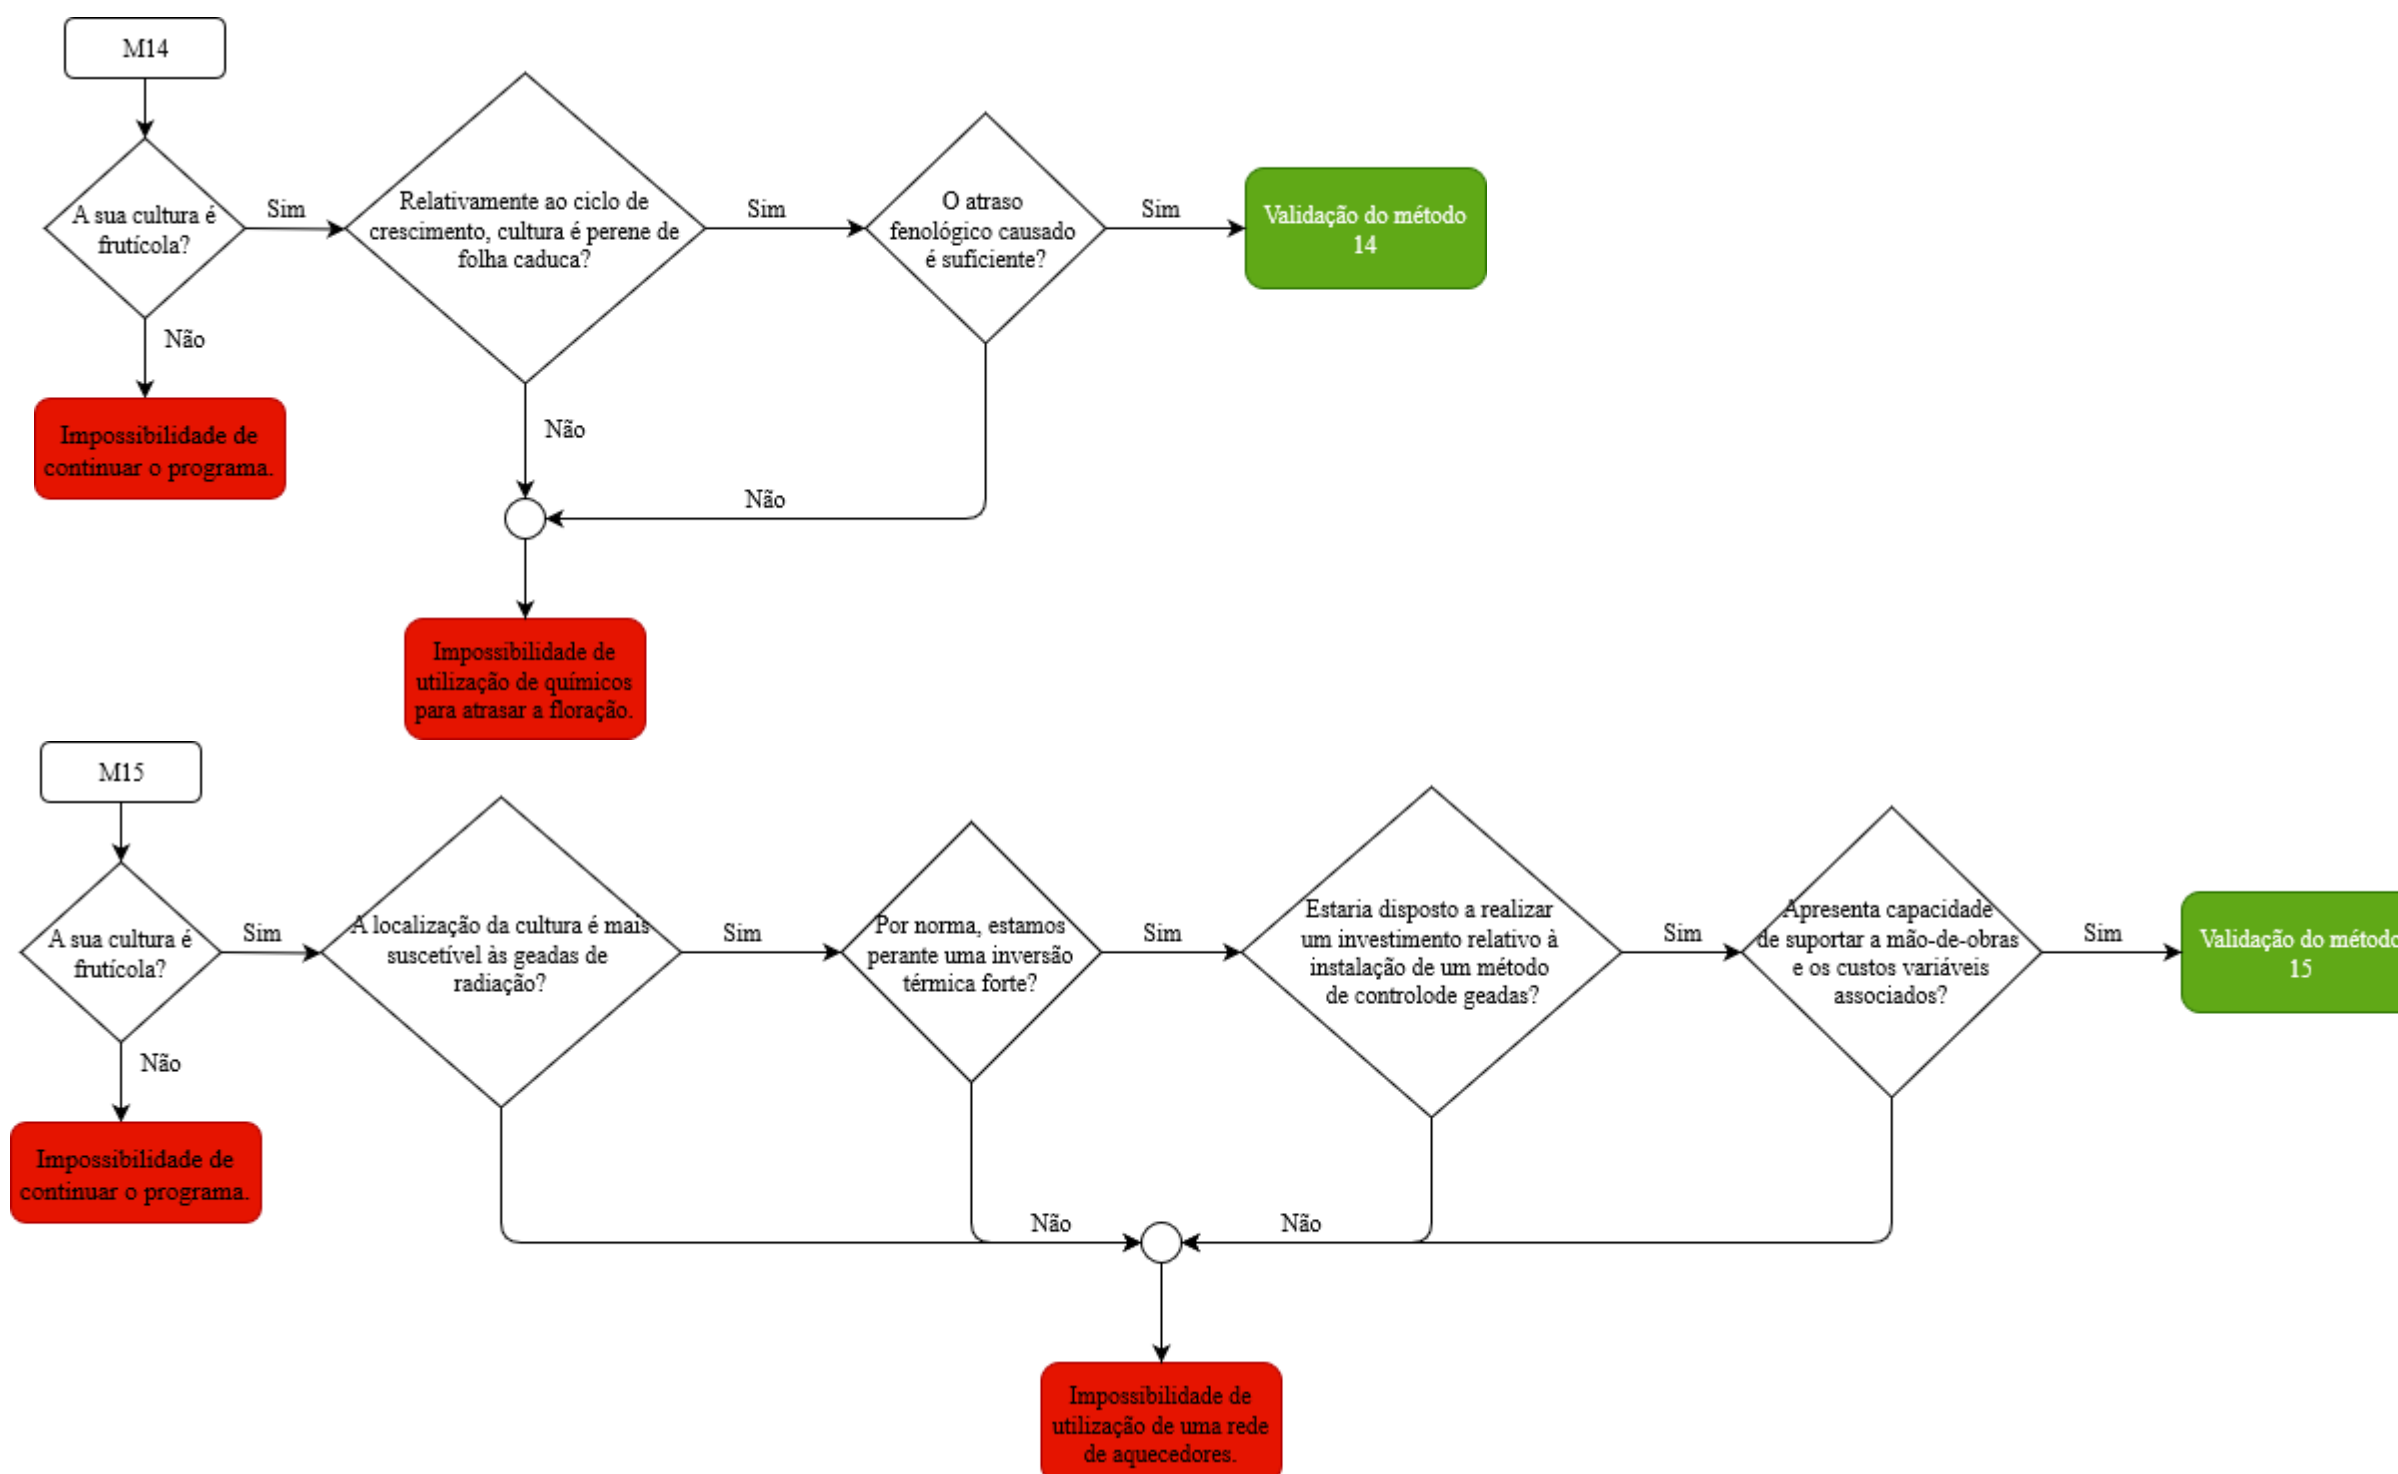 M14
A sua cultura é
frutícola?
Sim
Relativamente ao ciclo de
crescimento, cultura é perene de
folha caduca?
Sim
O atraso
fenológico causado
é suficiente?
Sim
Validação do método
14
Não
Impossibilidade de
continuar o programa.
Não
Não
Impossibilidade de
utilização de químicos
para atrasar a floração.
M15
A sua cultura é
frutícola?
Sim
A localização da cultura é mais
suscetível às geadas de
radiação?
Sim
Por norma, estamos
perante uma inversão
térmica forte?
Sim
Estaria disposto a realizar
um investimento relativo à
instalação de um método
de controlode geadas?
Sim
Apresenta capacidade
de suportar a mão-de-obras
e os custos variáveis
associados?
Sim
Validação do método
15
Não
Impossibilidade de
continuar o programa.
Não
Não
Impossibilidade de
utilização de uma rede
de aquecedores.